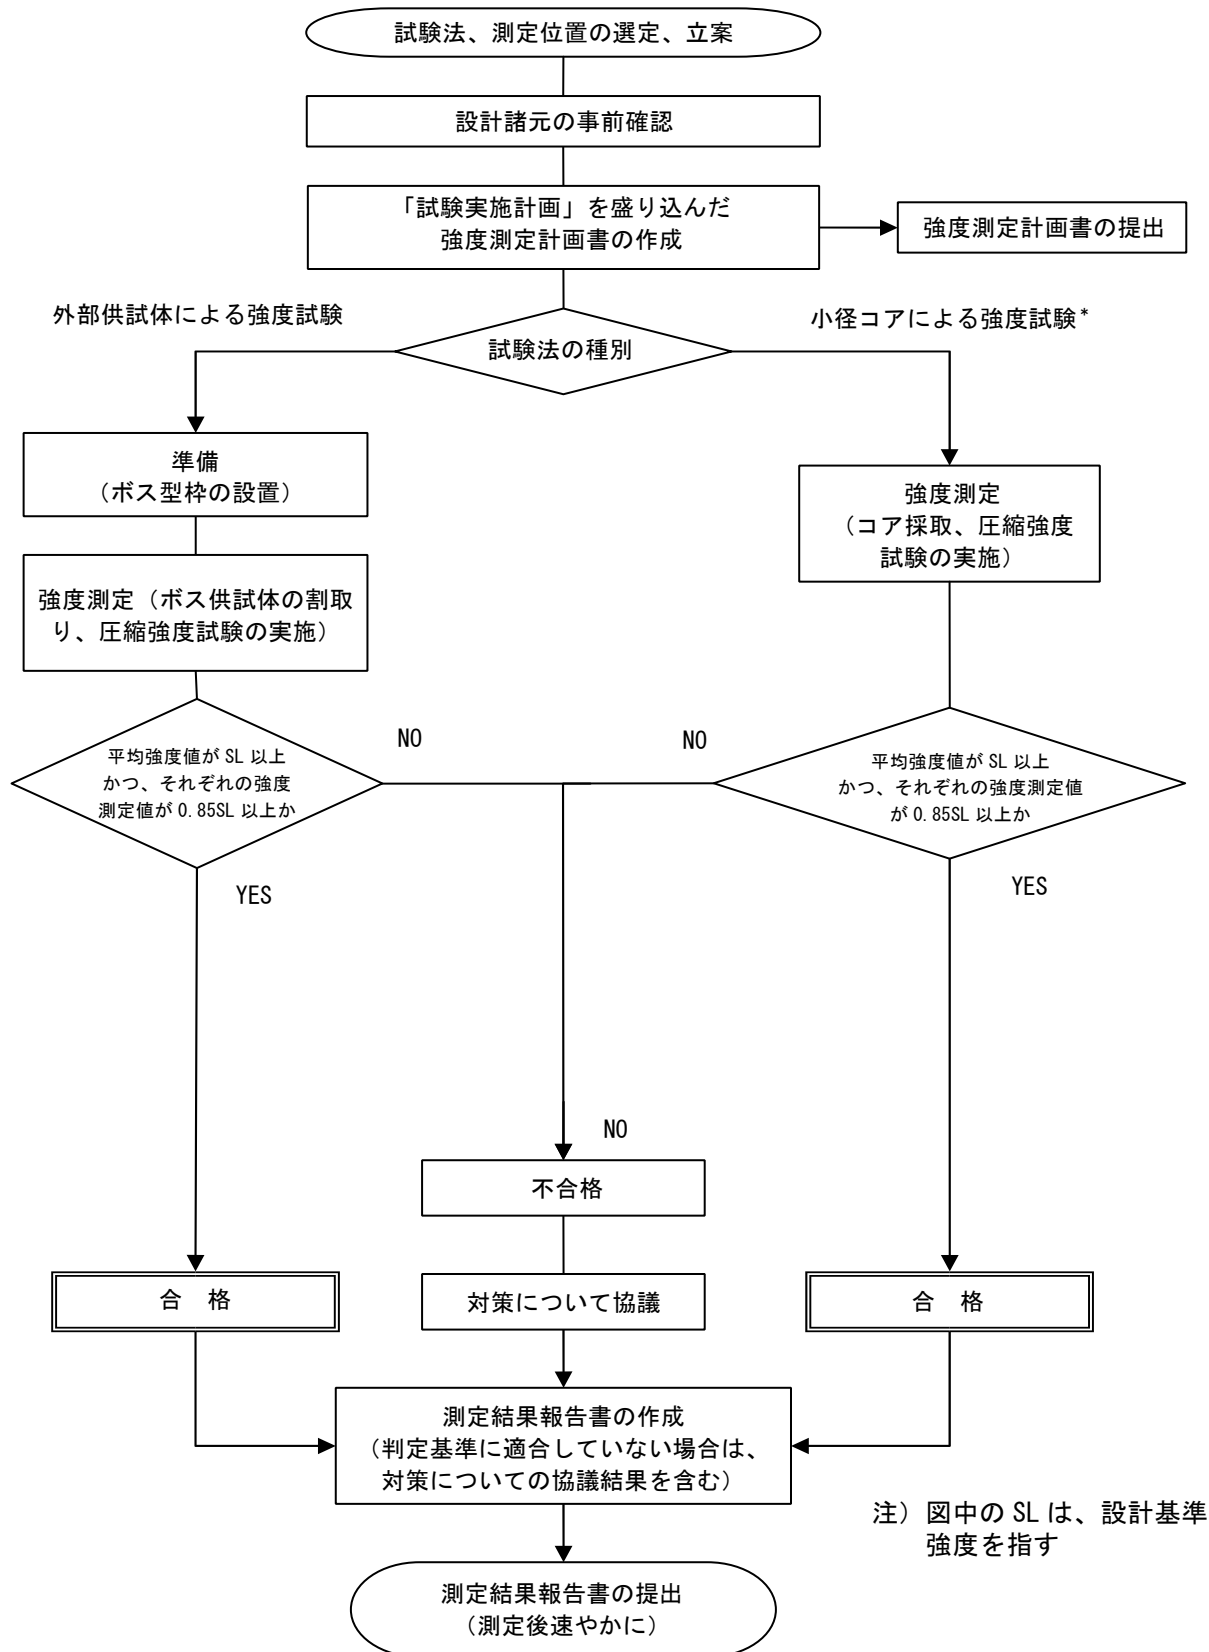 試験法、測定位置の選定、立案
設計諸元の事前確認
「試験実施計画」を盛り込んだ
強度測定計画書の作成
強度測定計画書の提出
外部供試体による強度試験
小径コアによる強度試験*
試験法の種別
準備
（ボス型枠の設置）
強度測定
（コア採取、圧縮強度
試験の実施）
強度測定（ボス供試体の割取
り、圧縮強度試験の実施）
平均強度値が SL 以上
かつ、それぞれの強度
測定値が 0.85SL 以上か
NO
NO
平均強度値が SL 以上
かつ、それぞれの強度測定値
が 0.85SL 以上か
YES
YES
NO
不合格
合　格
対策について協議
合　格
測定結果報告書の作成
（判定基準に適合していない場合は、
対策についての協議結果を含む）
注）図中の SL は、設計基準
強度を指す
測定結果報告書の提出
（測定後速やかに）